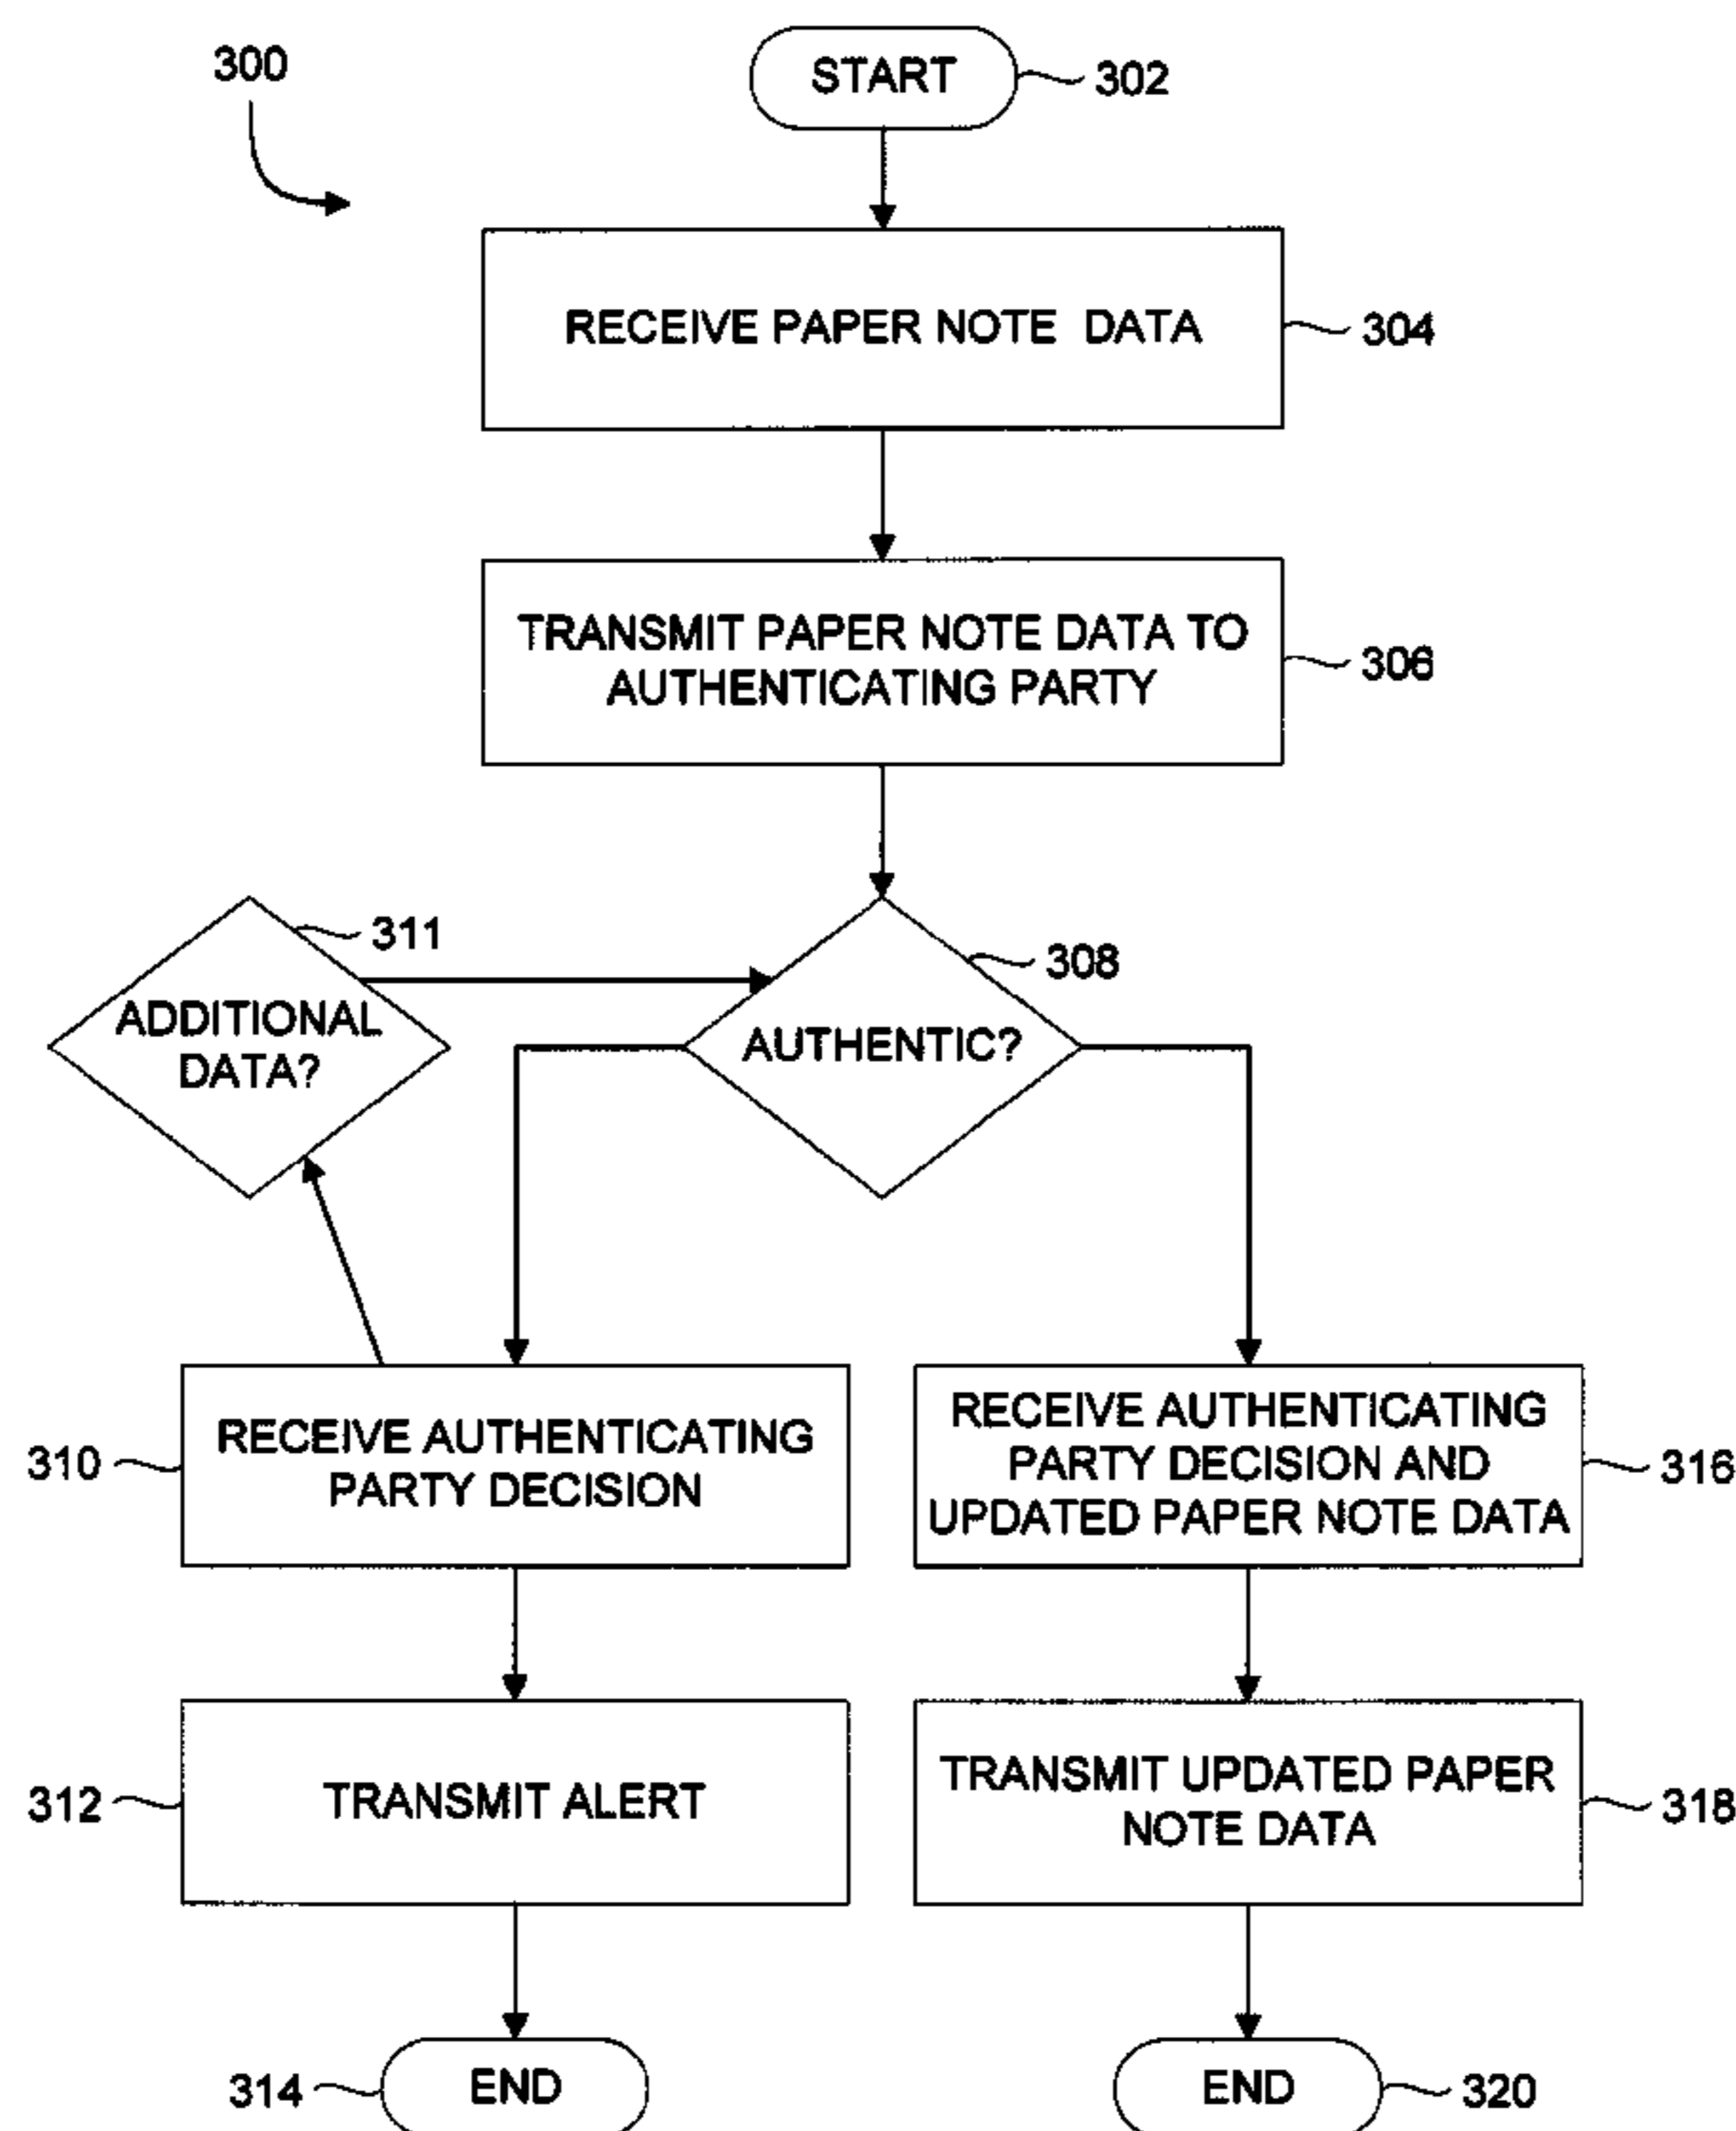 300
START
302
RECEIVE PAPER NOTE DATA
304
TRANSMIT PAPER NOTE DATA TO
AUTHENTICATING PARTY
306
311
ADDITIONAL
DATA?
308
AUTHENTIC?
310
RECEIVE AUTHENTICATING
PARTY DECISION
RECEIVE AUTHENTICATING
PARTY DECISION AND
UPDATED PAPER NOTE DATA
316
312
TRANSMIT ALERT
TRANSMIT UPDATED PAPER
NOTE DATA
318
314
END
END
320